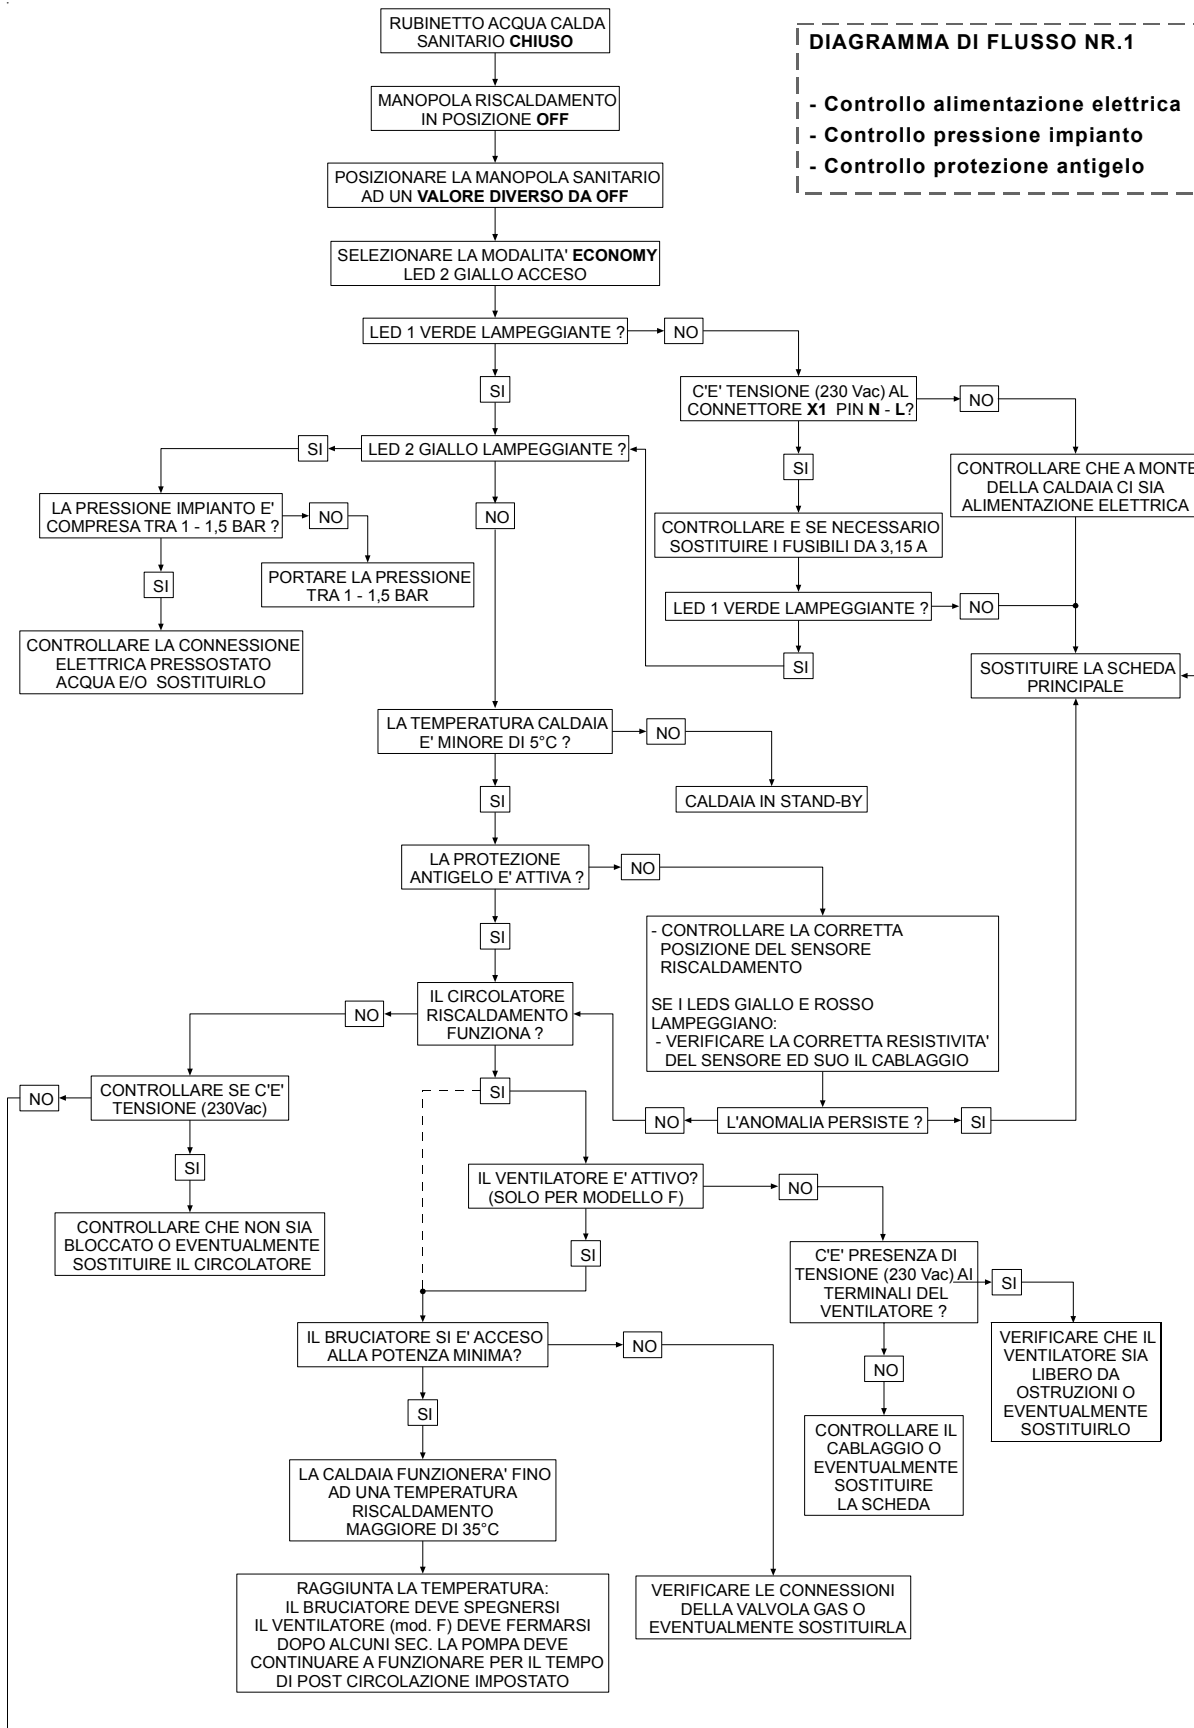 RUBINETTO ACQUA CALDA
SANITARIO CHIUSO
DIAGRAMMA DI FLUSSO NR.1
- Controllo alimentazione elettrica
- Controllo pressione impianto
- Controllo protezione antigelo
MANOPOLA RISCALDAMENTO
IN POSIZIONE OFF
POSIZIONARE LA MANOPOLA SANITARIO
AD UN VALORE DIVERSO DA OFF
SELEZIONARE LA MODALITA' ECONOMY
LED 2 GIALLO ACCESO
LED 1 VERDE LAMPEGGIANTE ?
NO
SI
C'E' TENSIONE (230 Vac) AL
CONNETTORE X1 PIN N - L?
NO
SI
LED 2 GIALLO LAMPEGGIANTE ?
SI
CONTROLLARE CHE A MONTE
DELLA CALDAIA CI SIA
ALIMENTAZIONE ELETTRICA
LA PRESSIONE IMPIANTO E'
COMPRESA TRA 1 - 1,5 BAR ?
NO
NO
CONTROLLARE E SE NECESSARIO
SOSTITUIRE I FUSIBILI DA 3,15 A
SI
PORTARE LA PRESSIONE
TRA 1 - 1,5 BAR
LED 1 VERDE LAMPEGGIANTE ?
NO
CONTROLLARE LA CONNESSIONE
ELETTRICA PRESSOSTATO
ACQUA E/O SOSTITUIRLO
SI
SOSTITUIRE LA SCHEDA
PRINCIPALE
LA TEMPERATURA CALDAIA
E' MINORE DI 5°C ?
NO
SI
CALDAIA IN STAND-BY
LA PROTEZIONE
ANTIGELO E' ATTIVA ?
NO
SI
- CONTROLLARE LA CORRETTA
POSIZIONE DEL SENSORE
RISCALDAMENTO
SE I LEDS GIALLO E ROSSO
LAMPEGGIANO:
- VERIFICARE LA CORRETTA RESISTIVITA'
DEL SENSORE ED SUO IL CABLAGGIO
IL CIRCOLATORE
RISCALDAMENTO
FUNZIONA ?
NO
SI
NO
CONTROLLARE SE C'E'
TENSIONE (230Vac)
NO
L'ANOMALIA PERSISTE ?
SI
SI
IL VENTILATORE E' ATTIVO?
(SOLO PER MODELLO F)
NO
CONTROLLARE CHE NON SIA
BLOCCATO O EVENTUALMENTE
SOSTITUIRE IL CIRCOLATORE
SI
C'E' PRESENZA DI
TENSIONE (230 Vac) AI
TERMINALI DEL
VENTILATORE ?
SI
IL BRUCIATORE SI E' ACCESO
ALLA POTENZA MINIMA?
NO
NO
VERIFICARE CHE IL
VENTILATORE SIA
LIBERO DA
OSTRUZIONI O
EVENTUALMENTE
SOSTITUIRLO
SI
CONTROLLARE IL
CABLAGGIO O
EVENTUALMENTE
SOSTITUIRE
LA SCHEDA
LA CALDAIA FUNZIONERA' FINO
AD UNA TEMPERATURA
RISCALDAMENTO
MAGGIORE DI 35°C
RAGGIUNTA LA TEMPERATURA:
IL BRUCIATORE DEVE SPEGNERSI
IL VENTILATORE (mod. F) DEVE FERMARSI
DOPO ALCUNI SEC. LA POMPA DEVE
CONTINUARE A FUNZIONARE PER IL TEMPO
DI POST CIRCOLAZIONE IMPOSTATO
VERIFICARE LE CONNESSIONI
DELLA VALVOLA GAS O
EVENTUALMENTE SOSTITUIRLA